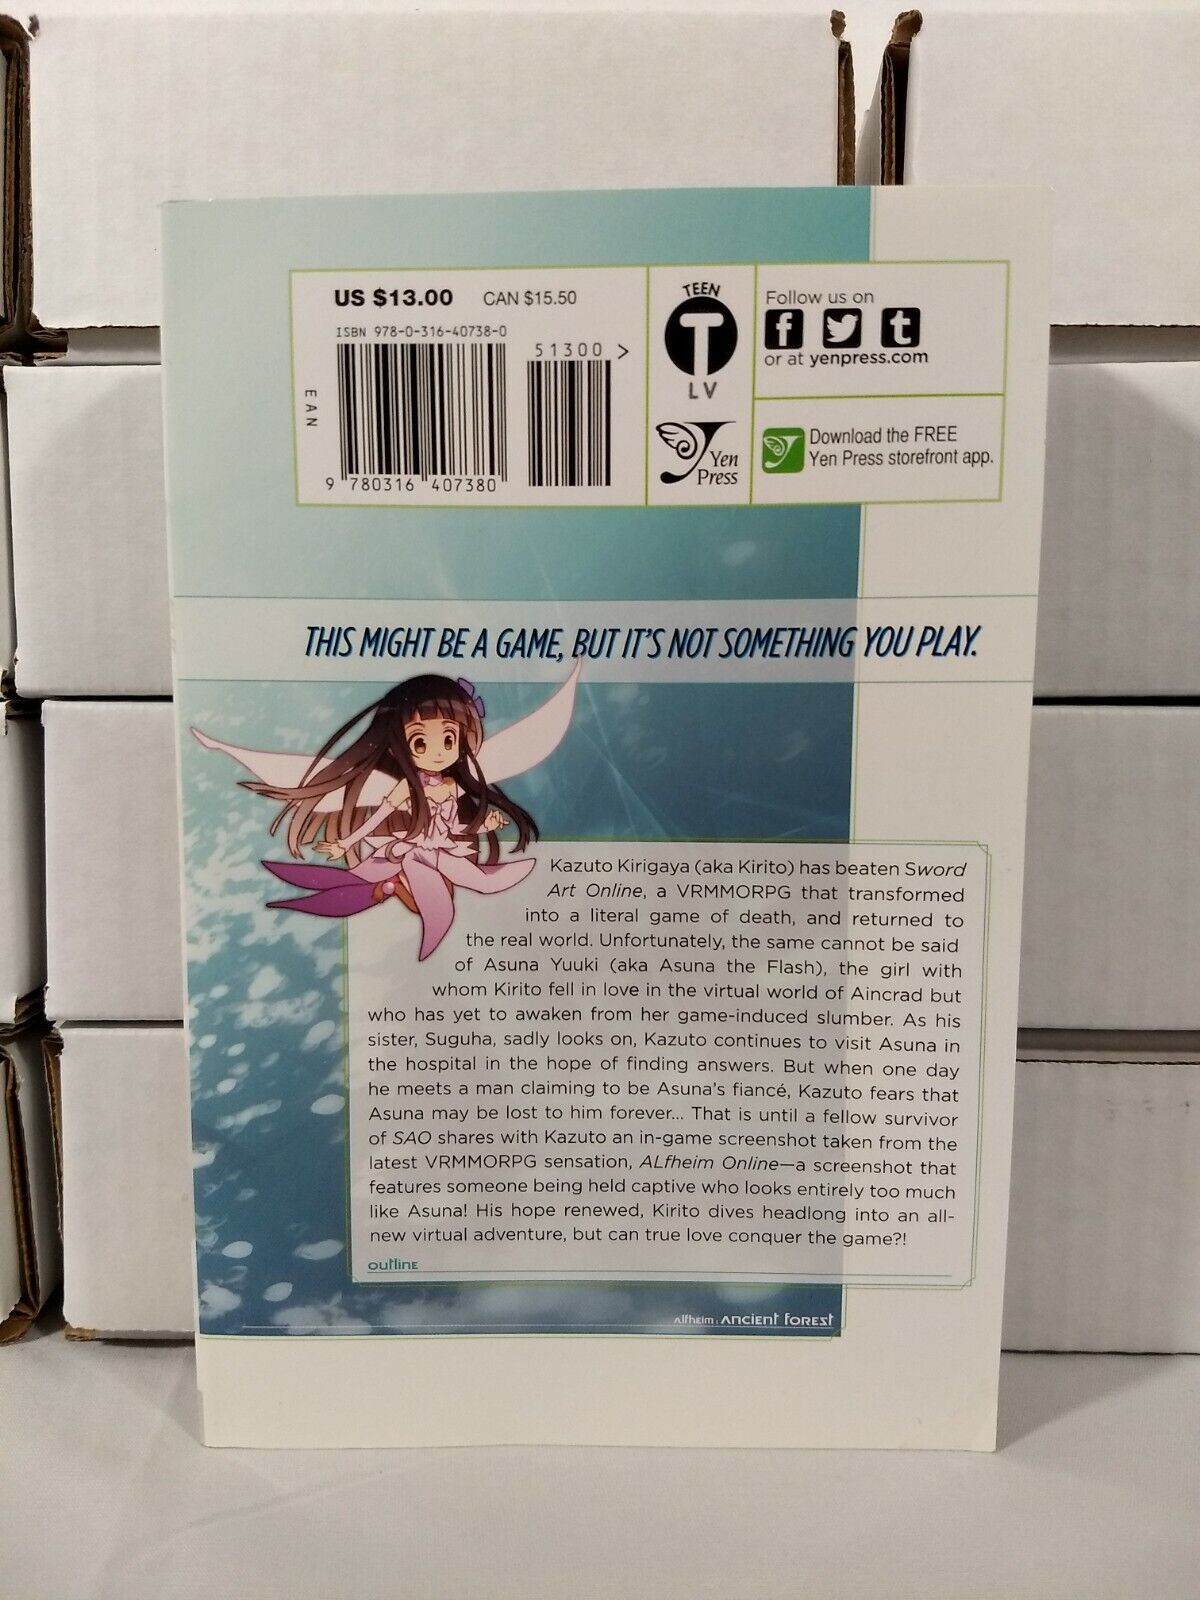 US $13.00 CAN $15.50
ISBN 978-0-316-40738-0
51300 >
EAN
9 780316 407380
TEEN
T
LV
Yen
Press
Follow us on
f t
or at yenpress.com
Download the FREE
Yen Press storefront app.
THIS MIGHT BE A GAME, BUT IT'S NOT SOMETHING YOU PLAY.
Kazuto Kirigaya (aka Kirito) has beaten Sword
Art Online, a VRMMORPG that transformed
into a literal game of death, and returned to
the real world. Unfortunately, the same cannot be said
of Asuna Yuuki (aka Asuna the Flash), the girl with
whom Kirito fell in love in the virtual world of Aincrad but
who has yet to awaken from her game-induced slumber. As his
sister, Suguha, sadly looks on, Kazuto continues to visit Asuna in
the hospital in the hope of finding answers. But when one day
he meets a man claiming to be Asuna's fiancé, Kazuto fears that
Asuna may be lost to him forever... That is until a fellow survivor
of SAO shares with Kazuto an in-game screenshot taken from the
latest VRMMORPG sensation, ALfheim Online—a screenshot that
features someone being held captive who looks entirely too much
like Asuna! His hope renewed, Kirito dives headlong into an all-
new virtual adventure, but can true love conquer the game?!
outline
Alfheim : Ancient forest